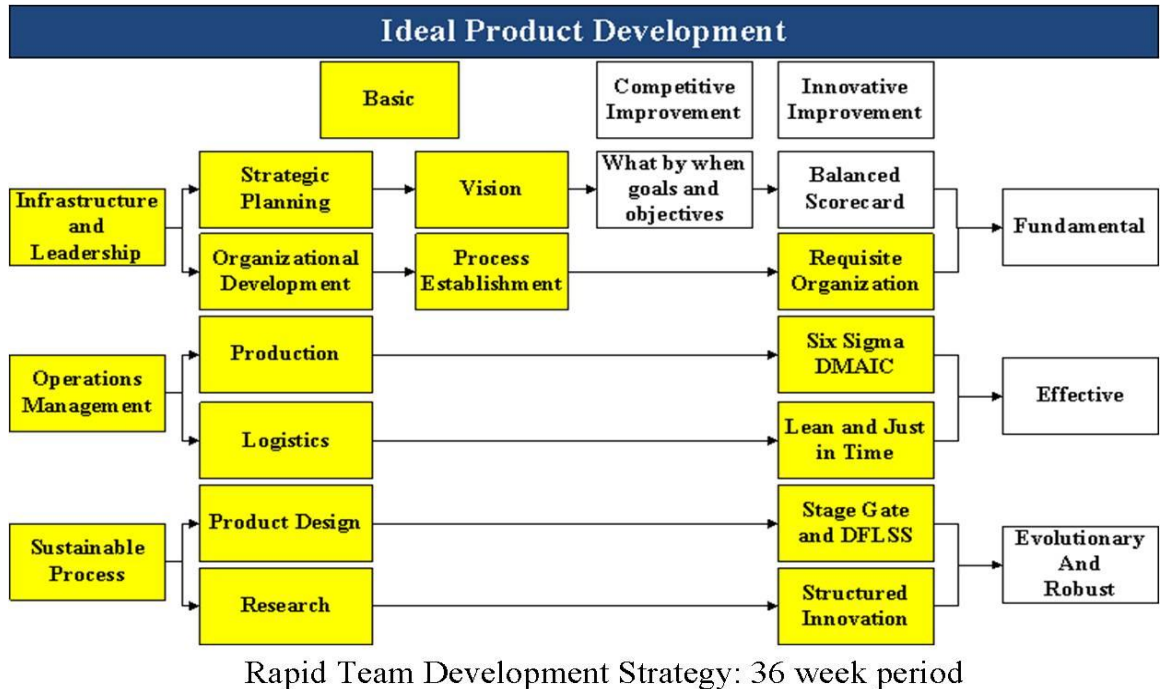 Ideal Product Development
Basic
Competitive
Improvement
Innovative
Improvement
Infrastructure
and
Leadership
Strategic
Planning
Vision
What by when
goals and
objectives
Balanced
Scorecard
Fundamental
Organizational
Development
Process
Establishment
Requisite
Organization
Operations
Management
Production
Six Sigma
DMAIC
Effective
Logistics
Lean and Just
in Time
Sustainable
Process
Product Design
Stage Gate
and DFLSS
Evolutionary
And
Robust
Research
Structured
Innovation
Rapid Team Development Strategy: 36 week period